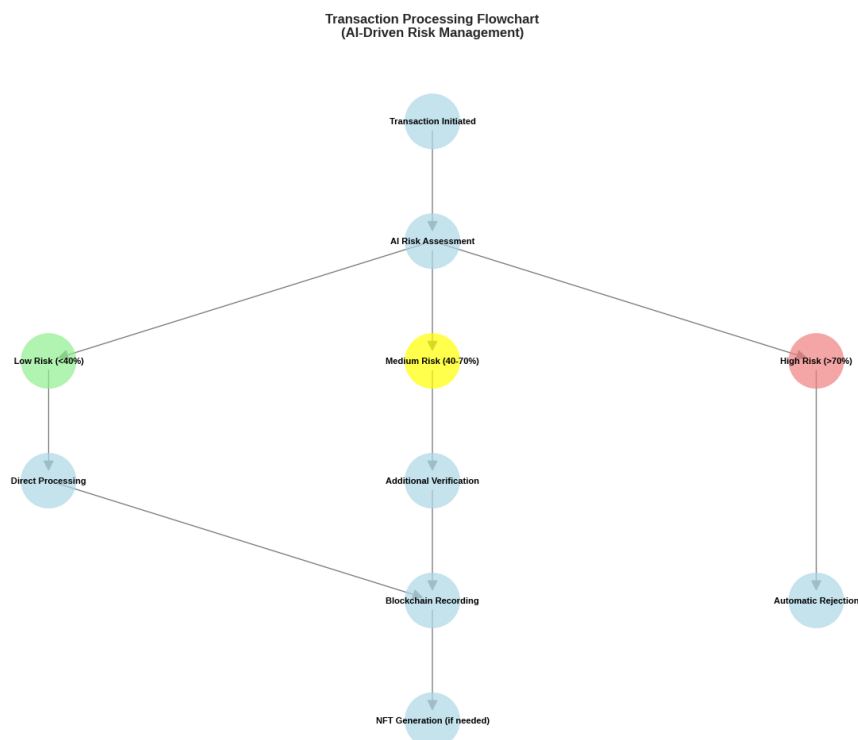 Transaction Processing Flowchart
(AI-Driven Risk Management)
Transaction Initiated
AI Risk Assessment
Low Risk (<40%)
Medium Risk (40-70%)
High Risk (>70%)
Direct Processing
Additional Verification
Blockchain Recording
Automatic Rejection
NFT Generation (if needed)